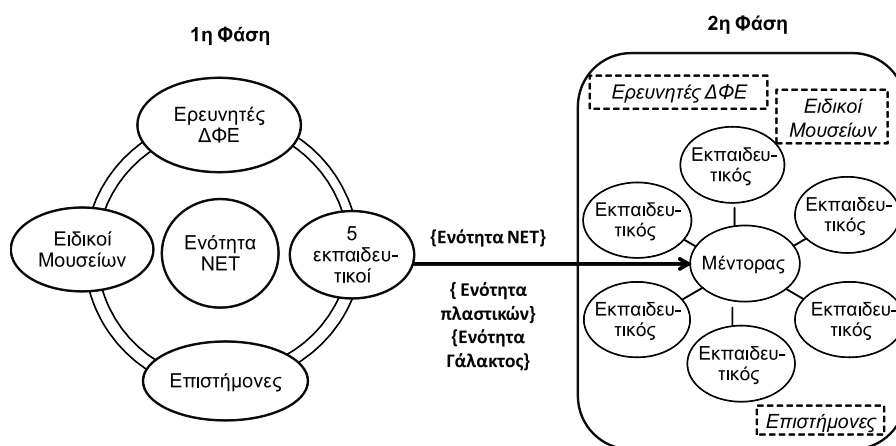 1η Φάση
Ερευνητές
ΔΦΕ
Ειδικοί
Μουσείων
Ενότητα
ΝΕΤ
5
εκπαιδευ-
τικοί
Επιστήμονες
{Ενότητα ΝΕΤ}
{ Ενότητα
πλαστικών}
{Ενότητα
Γάλακτος}
2η Φάση
Ερευνητές ΔΦΕ
Ειδικοί
Μουσείων
Εκπαιδευ-
τικός
Εκπαιδευ-
τικός
Εκπαιδευ-
τικός
Μέντορας
Εκπαιδευ-
τικός
Εκπαιδευ-
τικός
Εκπαιδευ-
τικός
Επιστήμονες